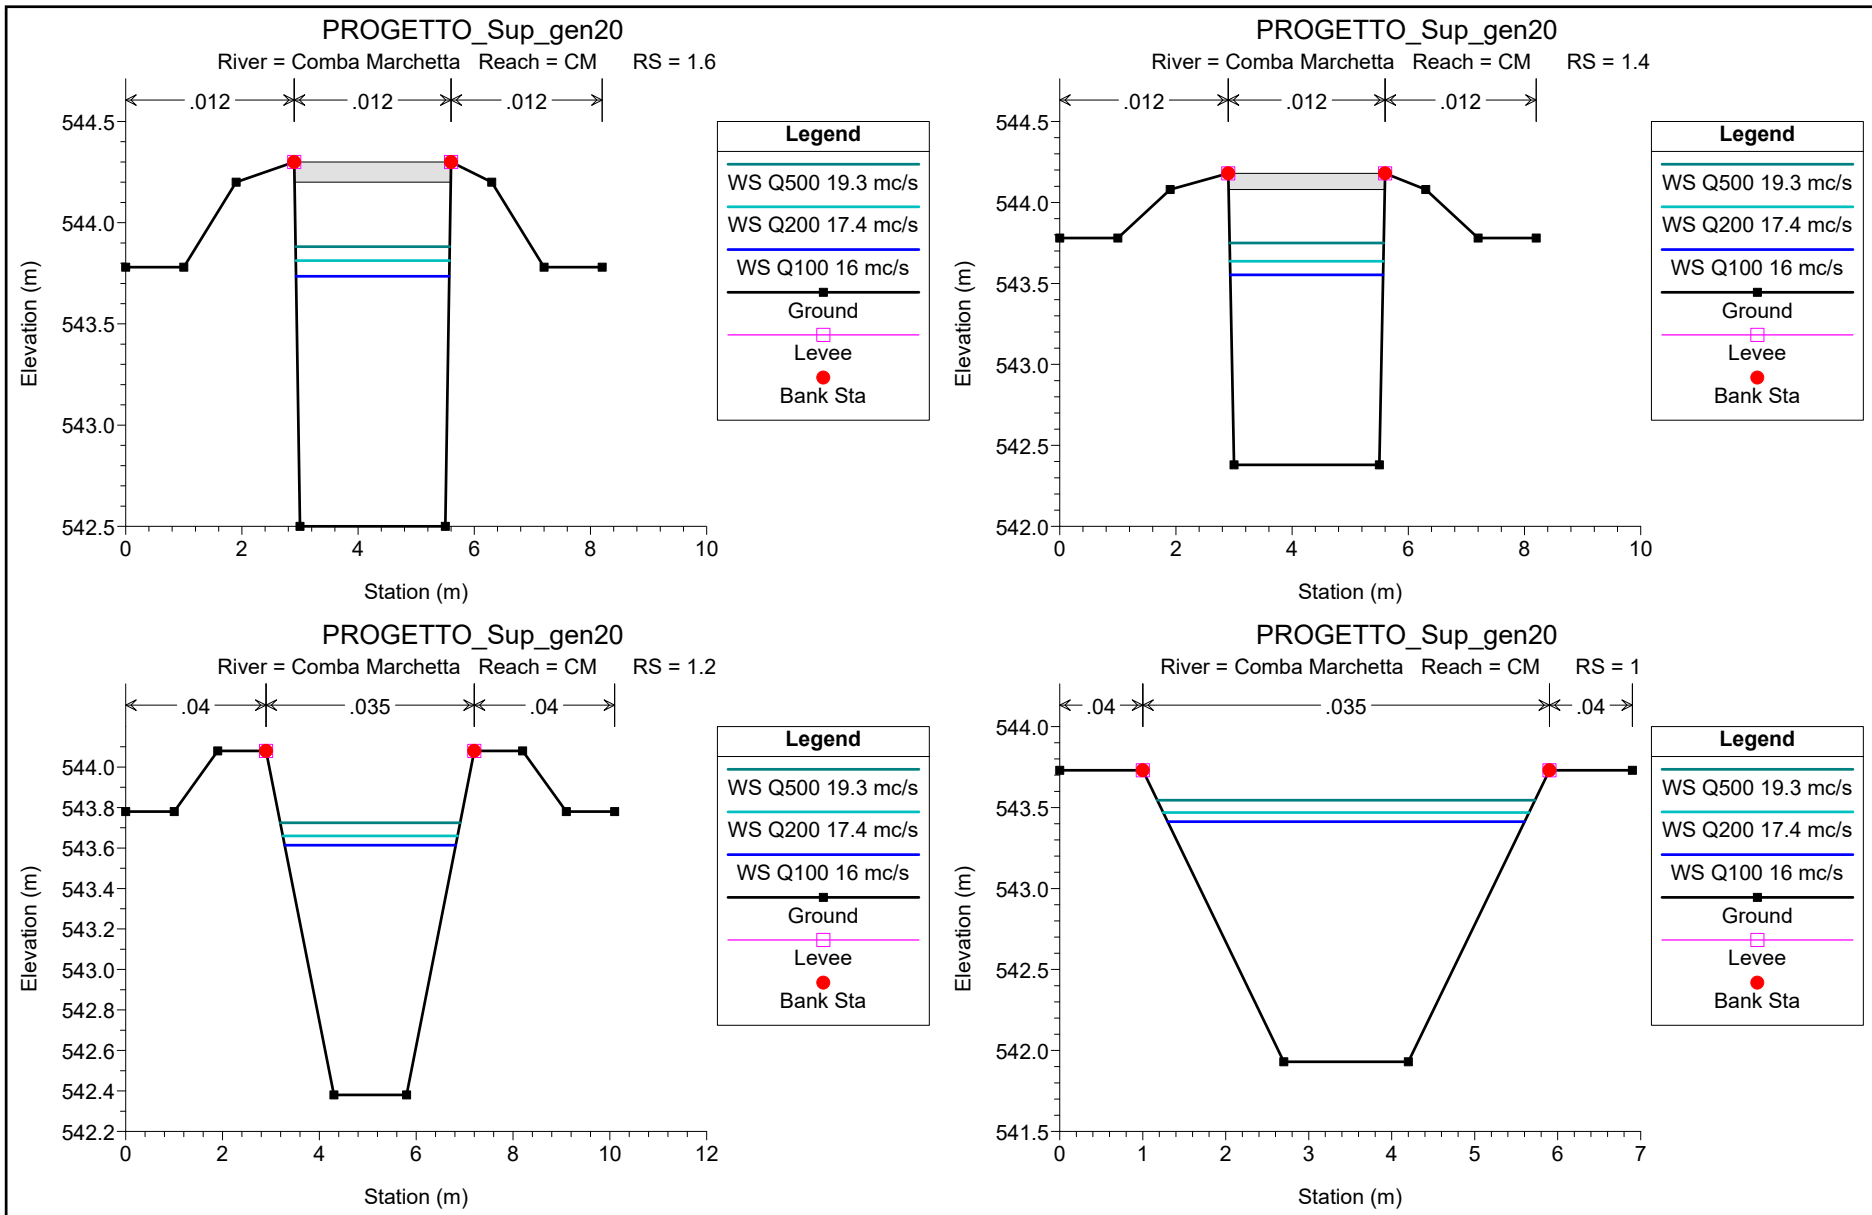 PROGETTO_Sup_gen20
River = Comba Marchetta Reach = CM RS = 1.6
.012 .012 .012
544.5
544.0
543.5
543.0
542.5
Elevation (m)
0 2 4 6 8 10
Station (m)
Legend
WS Q500 19.3 mc/s
WS Q200 17.4 mc/s
WS Q100 16 mc/s
Ground
Levee
Bank Sta
PROGETTO_Sup_gen20
River = Comba Marchetta Reach = CM RS = 1.4
.012 .012 .012
544.5
544.0
543.5
543.0
542.5
542.0
Elevation (m)
0 2 4 6 8 10
Station (m)
Legend
WS Q500 19.3 mc/s
WS Q200 17.4 mc/s
WS Q100 16 mc/s
Ground
Levee
Bank Sta
PROGETTO_Sup_gen20
River = Comba Marchetta Reach = CM RS = 1.2
.04 .035 .04
544.0
543.8
543.6
543.4
543.2
543.0
542.8
542.6
542.4
542.2
Elevation (m)
0 2 4 6 8 10 12
Station (m)
Legend
WS Q500 19.3 mc/s
WS Q200 17.4 mc/s
WS Q100 16 mc/s
Ground
Levee
Bank Sta
PROGETTO_Sup_gen20
River = Comba Marchetta Reach = CM RS = 1
.04 .035 .04
544.0
543.5
543.0
542.5
542.0
541.5
Elevation (m)
0 1 2 3 4 5 6 7
Station (m)
Legend
WS Q500 19.3 mc/s
WS Q200 17.4 mc/s
WS Q100 16 mc/s
Ground
Levee
Bank Sta